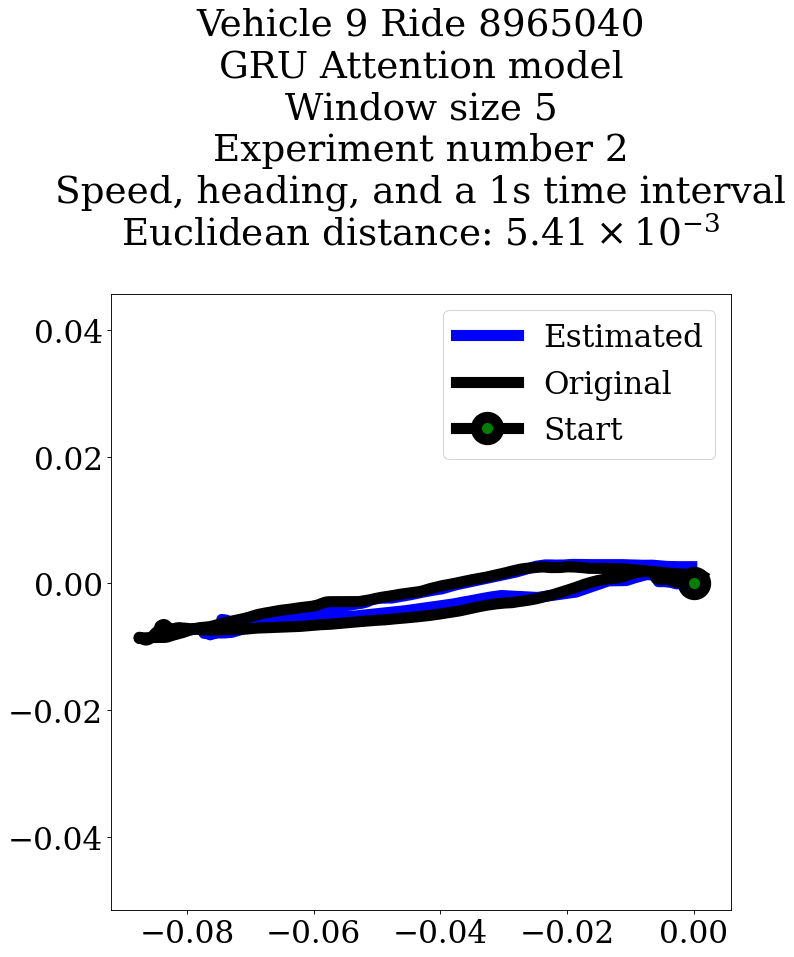 Vehicle 9 Ride 8965040
GRU Attention model
Window size 5
Experiment number 2
Speed, heading, and a 1s time interval
Euclidean distance: 5.41 × 10⁻³
Estimated
Original
Start
0.04
0.02
0.00
−0.02
−0.04
−0.08 −0.06 −0.04 −0.02 0.00